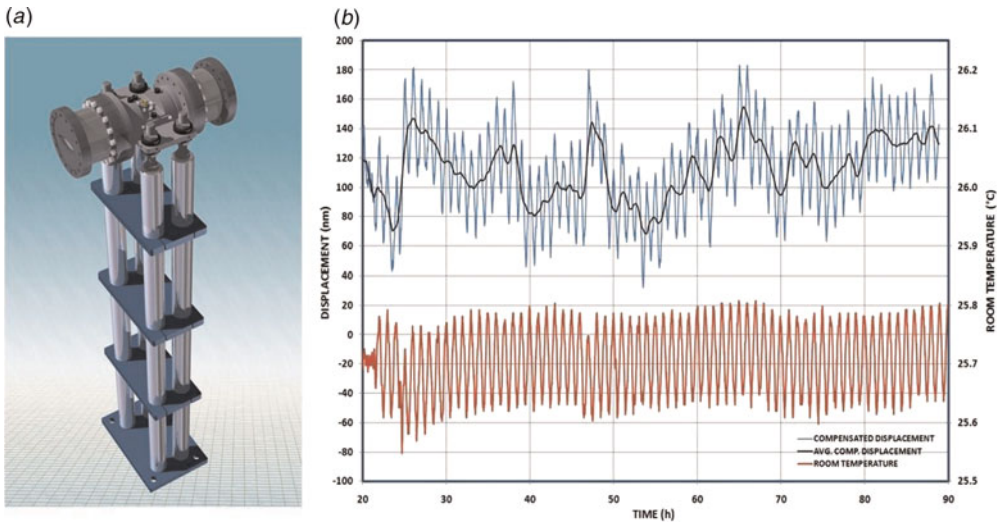 (a)
(b)
200
180
160
140
120
100
80
60
40
20
0
-20
-40
-60
-80
-100
DISPLACEMENT (nm)
26.2
26.1
26.0
25.9
25.8
25.7
25.6
25.5
ROOM TEMPERATURE (°C)
COMPENSATED DISPLACEMENT
AVG. COMP. DISPLACEMENT
ROOM TEMPERATURE
20 30 40 50 60 70 80 90
TIME (h)